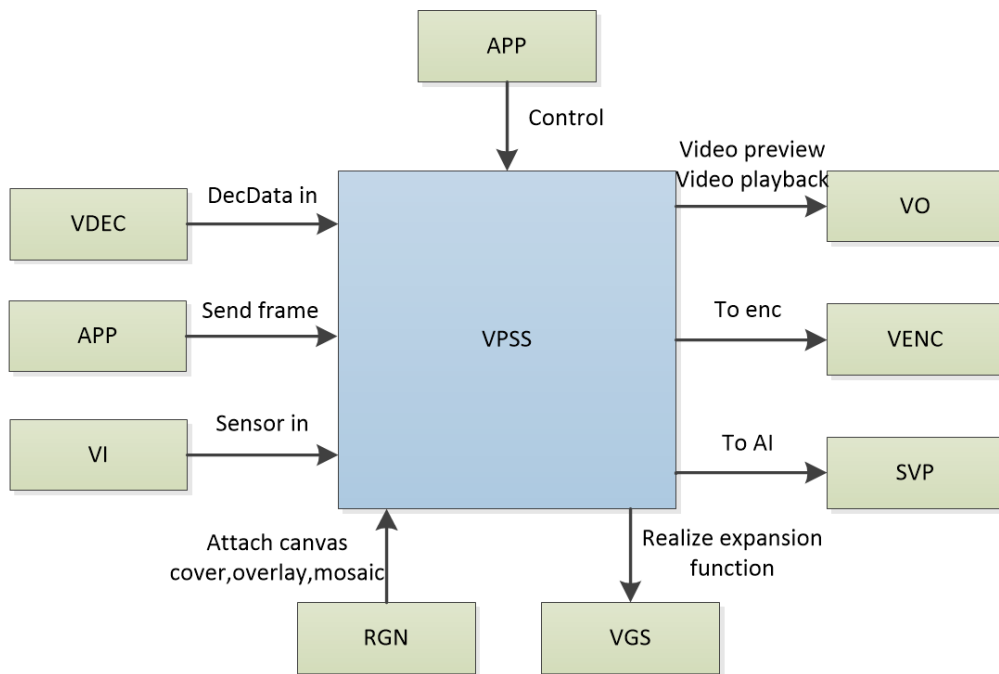 APP
Control
Video preview
Video playback
DecData in
VDEC
VO
Send frame
To enc
APP
VPSS
VENC
Sensor in
To AI
VI
SVP
Attach canvas
cover,overlay,mosaic
Realize expansion
function
RGN
VGS